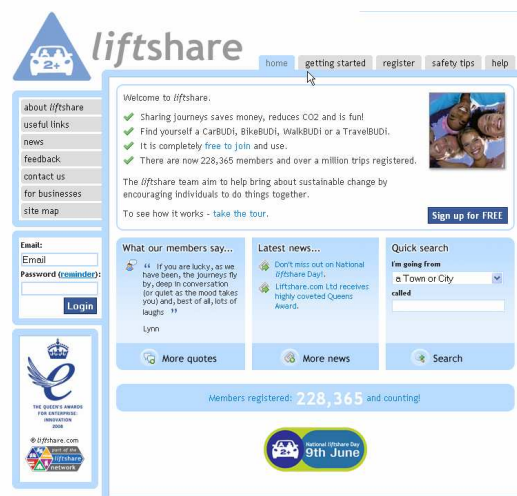 liftshare
2+
home
getting started
register
safety tips
help
about liftshare
useful links
news
feedback
contact us
for businesses
site map
Email:
Email
Password (reminder):
Login
THE QUEEN'S AWARDS
FOR ENTERPRISE:
INNOVATION
2008
@ liftshare.com
part of the
liftshare
network
Welcome to liftshare.
Sharing journeys saves money, reduces CO2 and is fun!
Find yourself a CarBUDi, BikeBUDi, WalkBUDi or a TravelBUDi.
It is completely free to join and use.
There are now 228,365 members and over a million trips registered.
The liftshare team aim to help bring about sustainable change by
encouraging individuals to do things together.
To see how it works - take the tour.
Sign up for FREE
What our members say...
“ If you are lucky, as we
have been, the journeys fly
by, deep in conversation
(or quiet as the mood takes
you) and, best of all, lots of
laughs ”
Lynn
More quotes
Latest news...
Don't miss out on National
liftshare Day!.
Liftshare.com Ltd receives
highly coveted Queens
Award.
More news
Quick search
I'm going from
a Town or City
called
Search
Members registered: 228,365 and counting!
2+
National liftshare Day
9th June